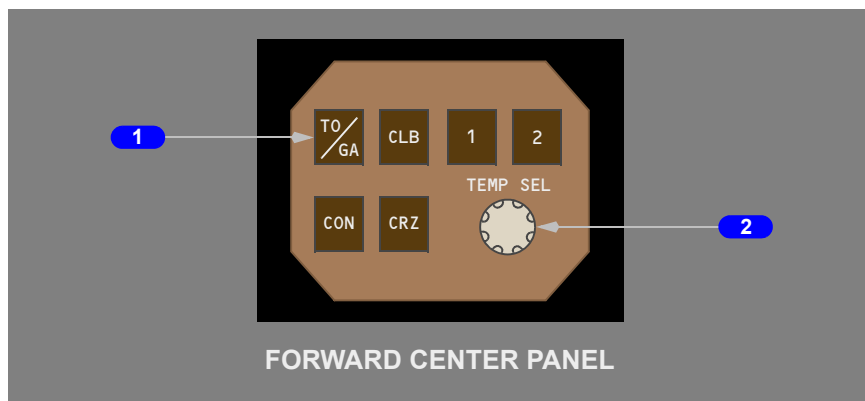 TO/GA CLB 1 2
1
TEMP SEL
CON CRZ
2
FORWARD CENTER PANEL